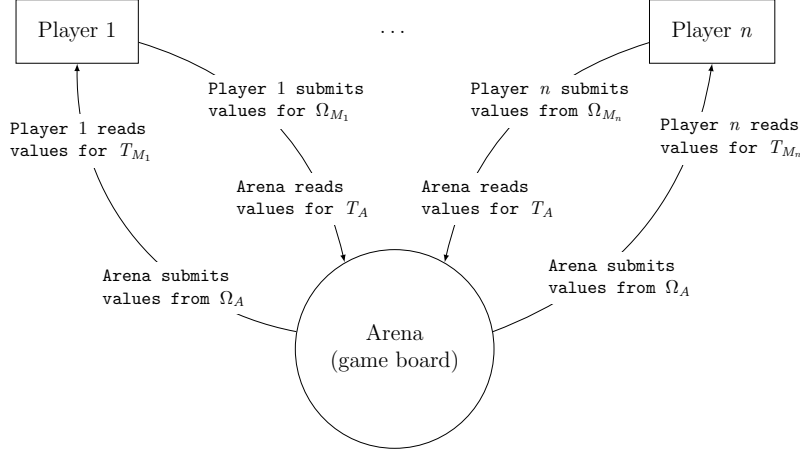 Player 1
...
Player n
Player 1 submits
values for Ω_{M_1}
Player n submits
values from Ω_{M_n}
Player 1 reads
values for T_{M_1}
Player n reads
values for T_{M_n}
Arena reads
values for T_A
Arena reads
values for T_A
Arena submits
values from Ω_A
Arena submits
values from Ω_A
Arena
(game board)